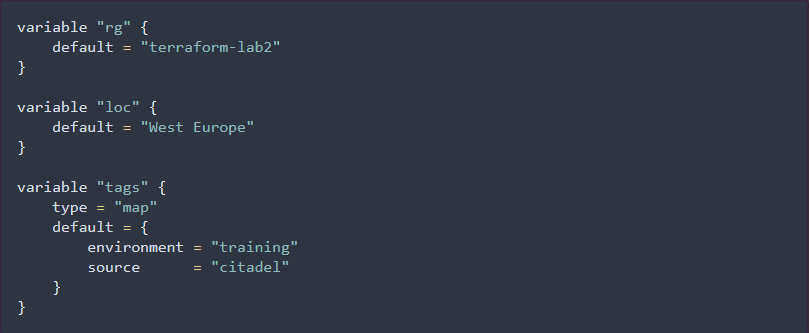 variable "rg" {
    default = "terraform-lab2"
}

variable "loc" {
    default = "West Europe"
}

variable "tags" {
    type = "map"
    default = {
        environment = "training"
        source      = "citadel"
    }
}